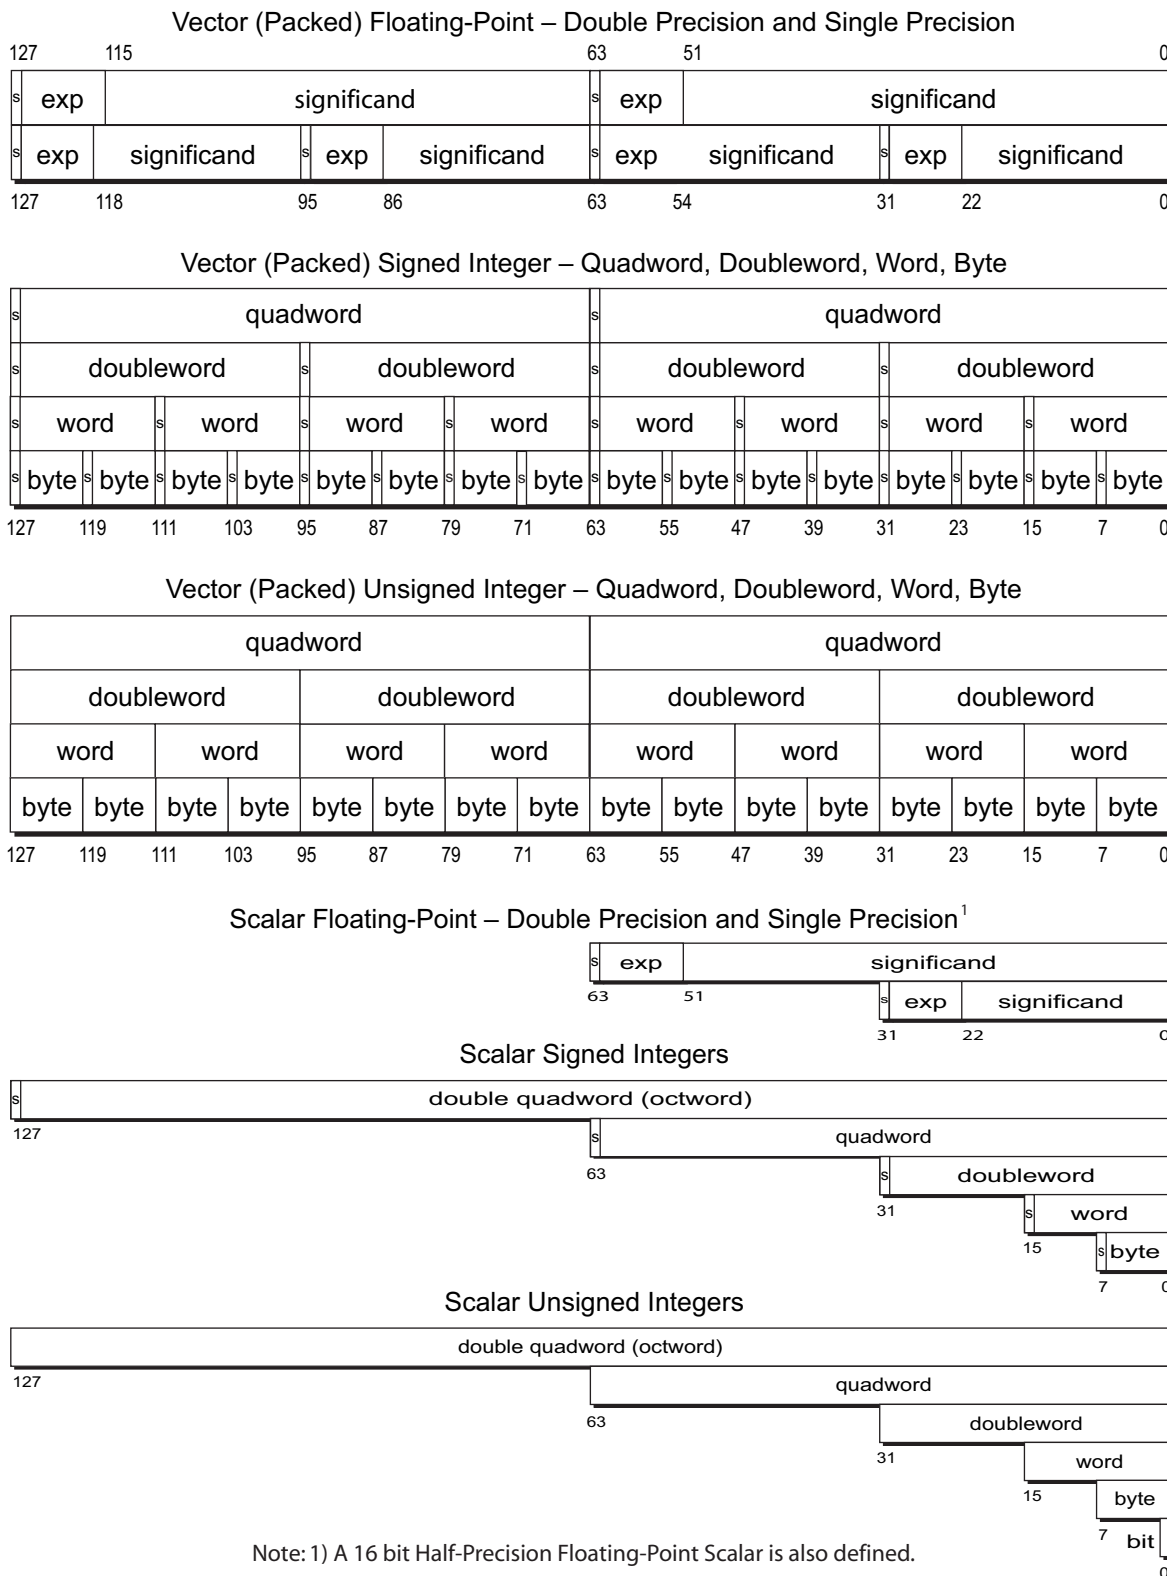 Vector (Packed) Floating-Point – Double Precision and Single Precision
127 115 63 51 0
s exp significand s exp significand
s exp significand s exp significand s exp significand s exp significand
127 118 95 86 63 54 31 22 0
Vector (Packed) Signed Integer – Quadword, Doubleword, Word, Byte
s quadword s quadword
s doubleword s doubleword s doubleword s doubleword
s word s word s word s word s word s word s word s word
s byte s byte s byte s byte s byte s byte s byte s byte s byte s byte s byte s byte s byte s byte s byte s byte
127 119 111 103 95 87 79 71 63 55 47 39 31 23 15 7 0
Vector (Packed) Unsigned Integer – Quadword, Doubleword, Word, Byte
quadword quadword
doubleword doubleword doubleword doubleword
word word word word word word word word
byte byte byte byte byte byte byte byte byte byte byte byte byte byte byte byte
127 119 111 103 95 87 79 71 63 55 47 39 31 23 15 7 0
Scalar Floating-Point – Double Precision and Single Precision1
s exp significand
63 51
s exp significand
31 22 0
Scalar Signed Integers
s double quadword (octword)
127
s quadword
63
s doubleword
31
s word
15
s byte
7 0
Scalar Unsigned Integers
double quadword (octword)
127
quadword
63
doubleword
31
word
15
byte
7
bit
0
Note: 1) A 16 bit Half-Precision Floating-Point Scalar is also defined.